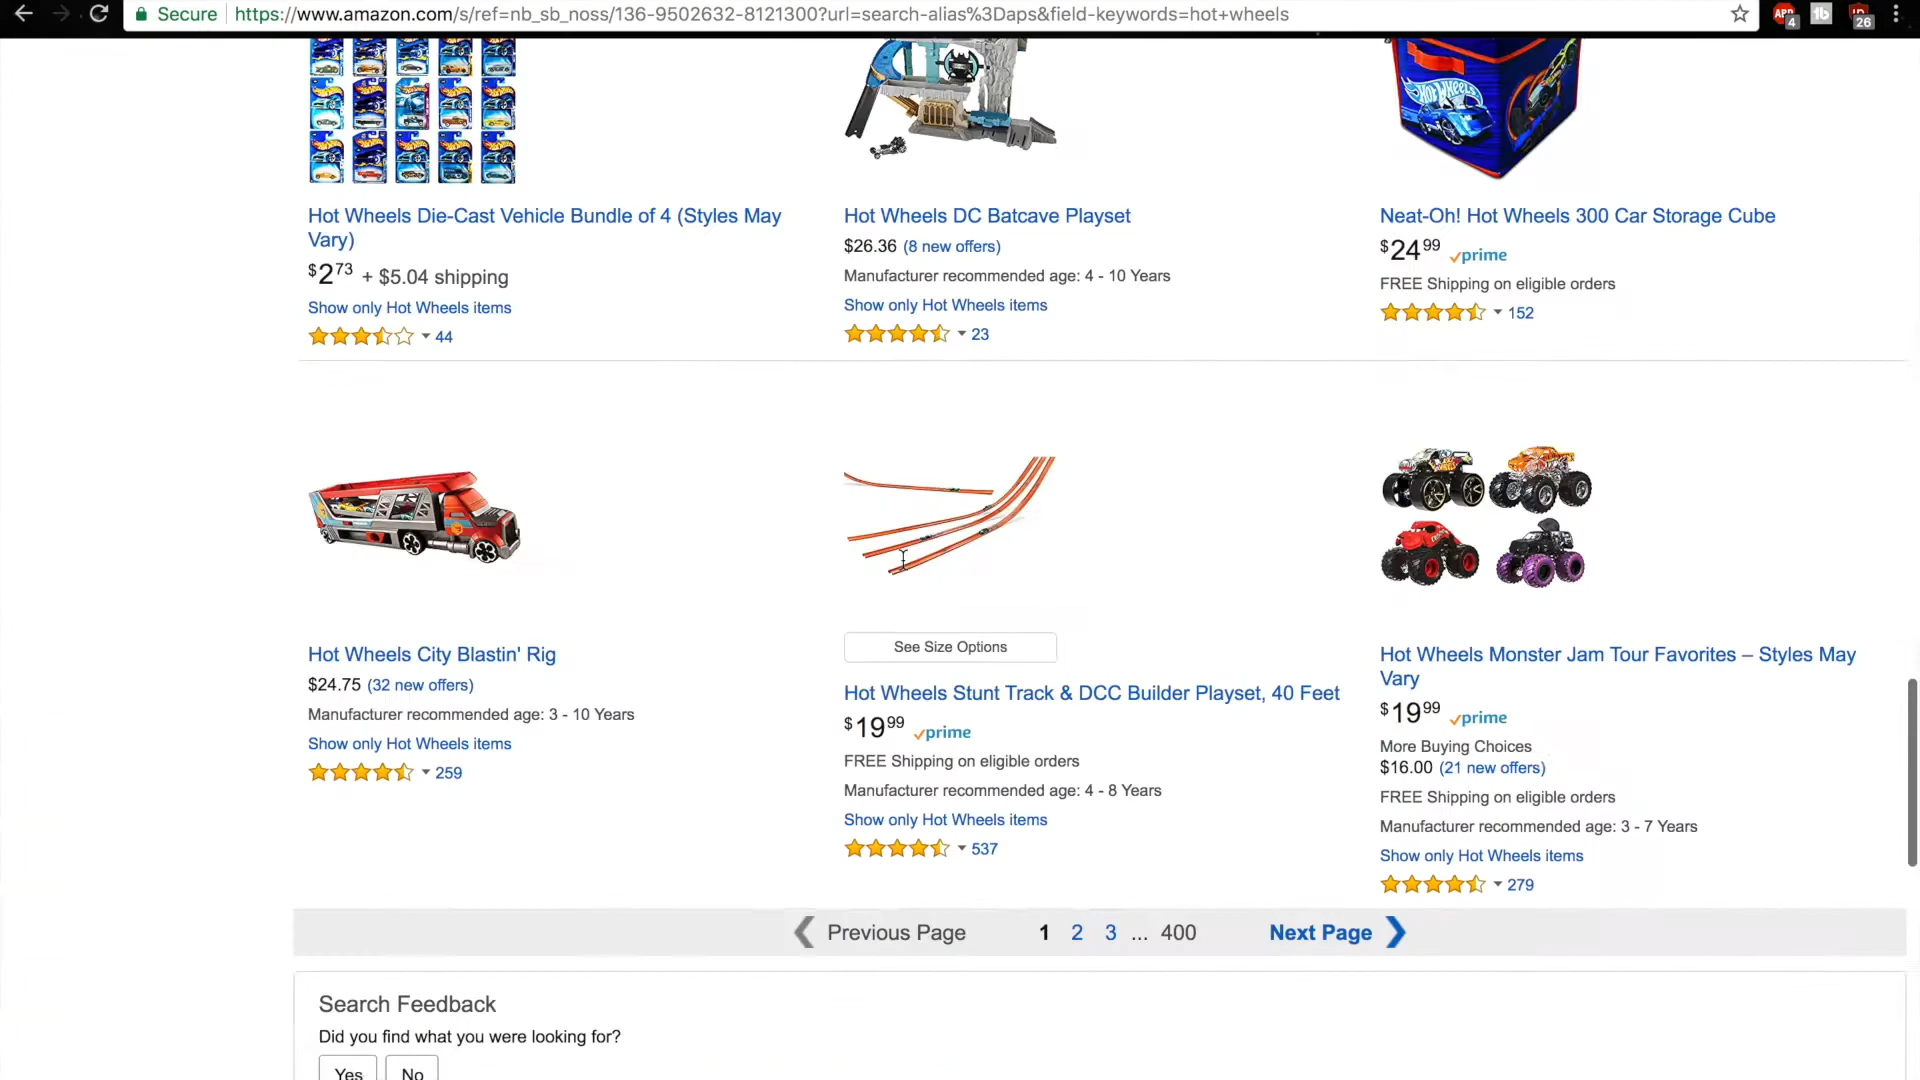 Secure https://www.amazon.com/s/ref=nb_sb_noss/136-9502632-8121300?url=search-alias%3Daps&field-keywords=hot+wheels
4
26
HOT WHEELS
Hot Wheels Die-Cast Vehicle Bundle of 4 (Styles May
Vary)
$2 73 + $5.04 shipping
Show only Hot Wheels items
44
Hot Wheels DC Batcave Playset
$26.36 (8 new offers)
Manufacturer recommended age: 4 - 10 Years
Show only Hot Wheels items
23
Neat-Oh! Hot Wheels 300 Car Storage Cube
$24 99 prime
FREE Shipping on eligible orders
152
Hot Wheels City Blastin' Rig
$24.75 (32 new offers)
Manufacturer recommended age: 3 - 10 Years
Show only Hot Wheels items
259
See Size Options
Hot Wheels Stunt Track & DCC Builder Playset, 40 Feet
$19 99 prime
FREE Shipping on eligible orders
Manufacturer recommended age: 4 - 8 Years
Show only Hot Wheels items
537
Hot Wheels Monster Jam Tour Favorites – Styles May
Vary
$19 99 prime
More Buying Choices
$16.00 (21 new offers)
FREE Shipping on eligible orders
Manufacturer recommended age: 3 - 7 Years
Show only Hot Wheels items
279
Previous Page 1 2 3 ... 400 Next Page
Search Feedback
Did you find what you were looking for?
Yes No